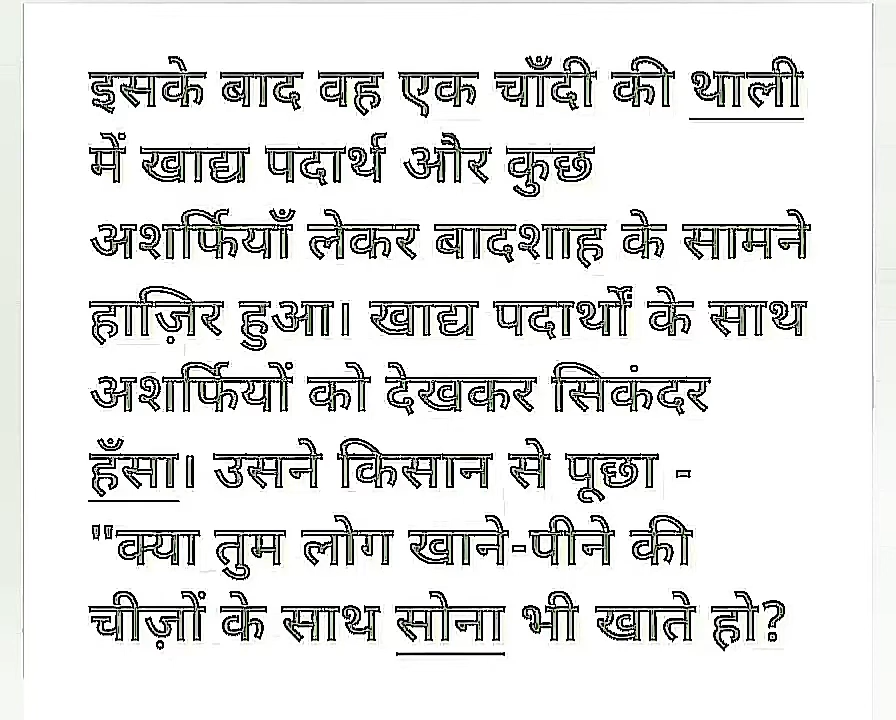 इसके बाद वह एक चाँदी की थाली
में खाद्य पदार्थ और कुछ
अशर्फियाँ लेकर बादशाह के सामने
हाज़िर हुआ। खाद्य पदार्थों के साथ
अशर्फियों को देखकर सिकंदर
हँसा। उसने किसान से पूछा -
"क्या तुम लोग खाने-पीने की
चीज़ों के साथ सोना भी खाते हो?